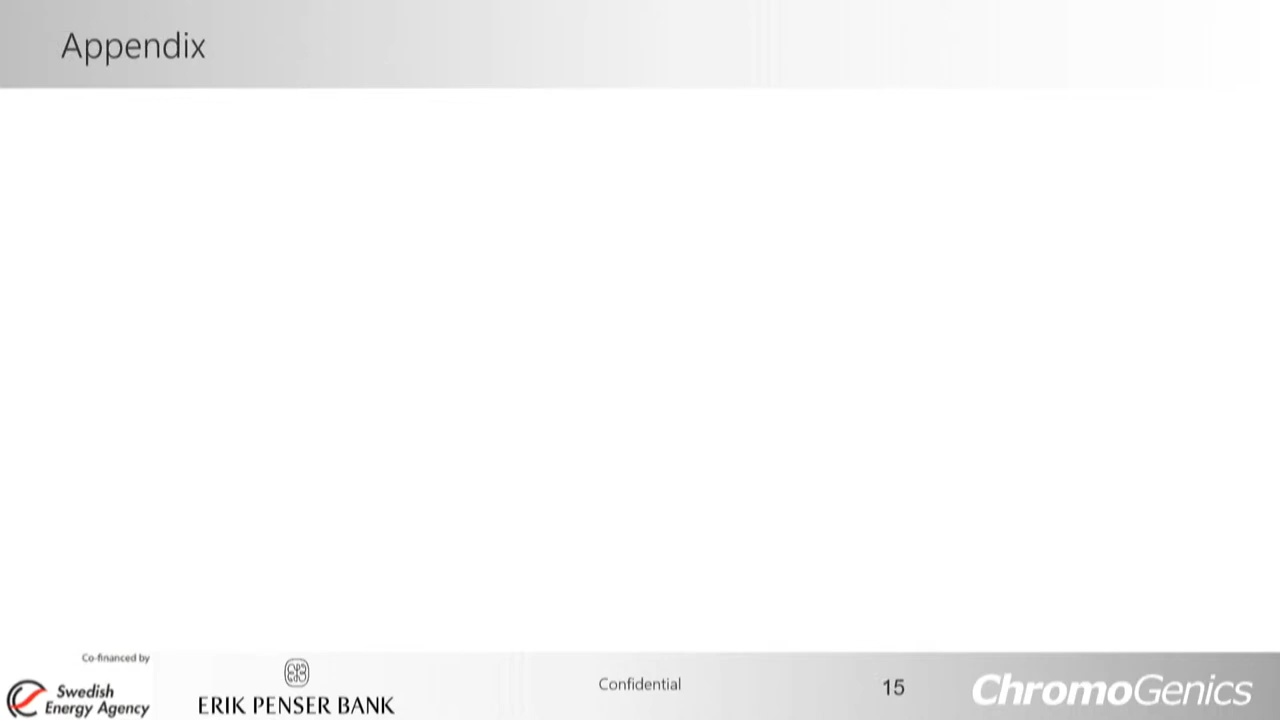 Appendix
Co-financed by
Swedish
Energy Agency
ERIK PENSER BANK
Confidential
15
ChromoGenics